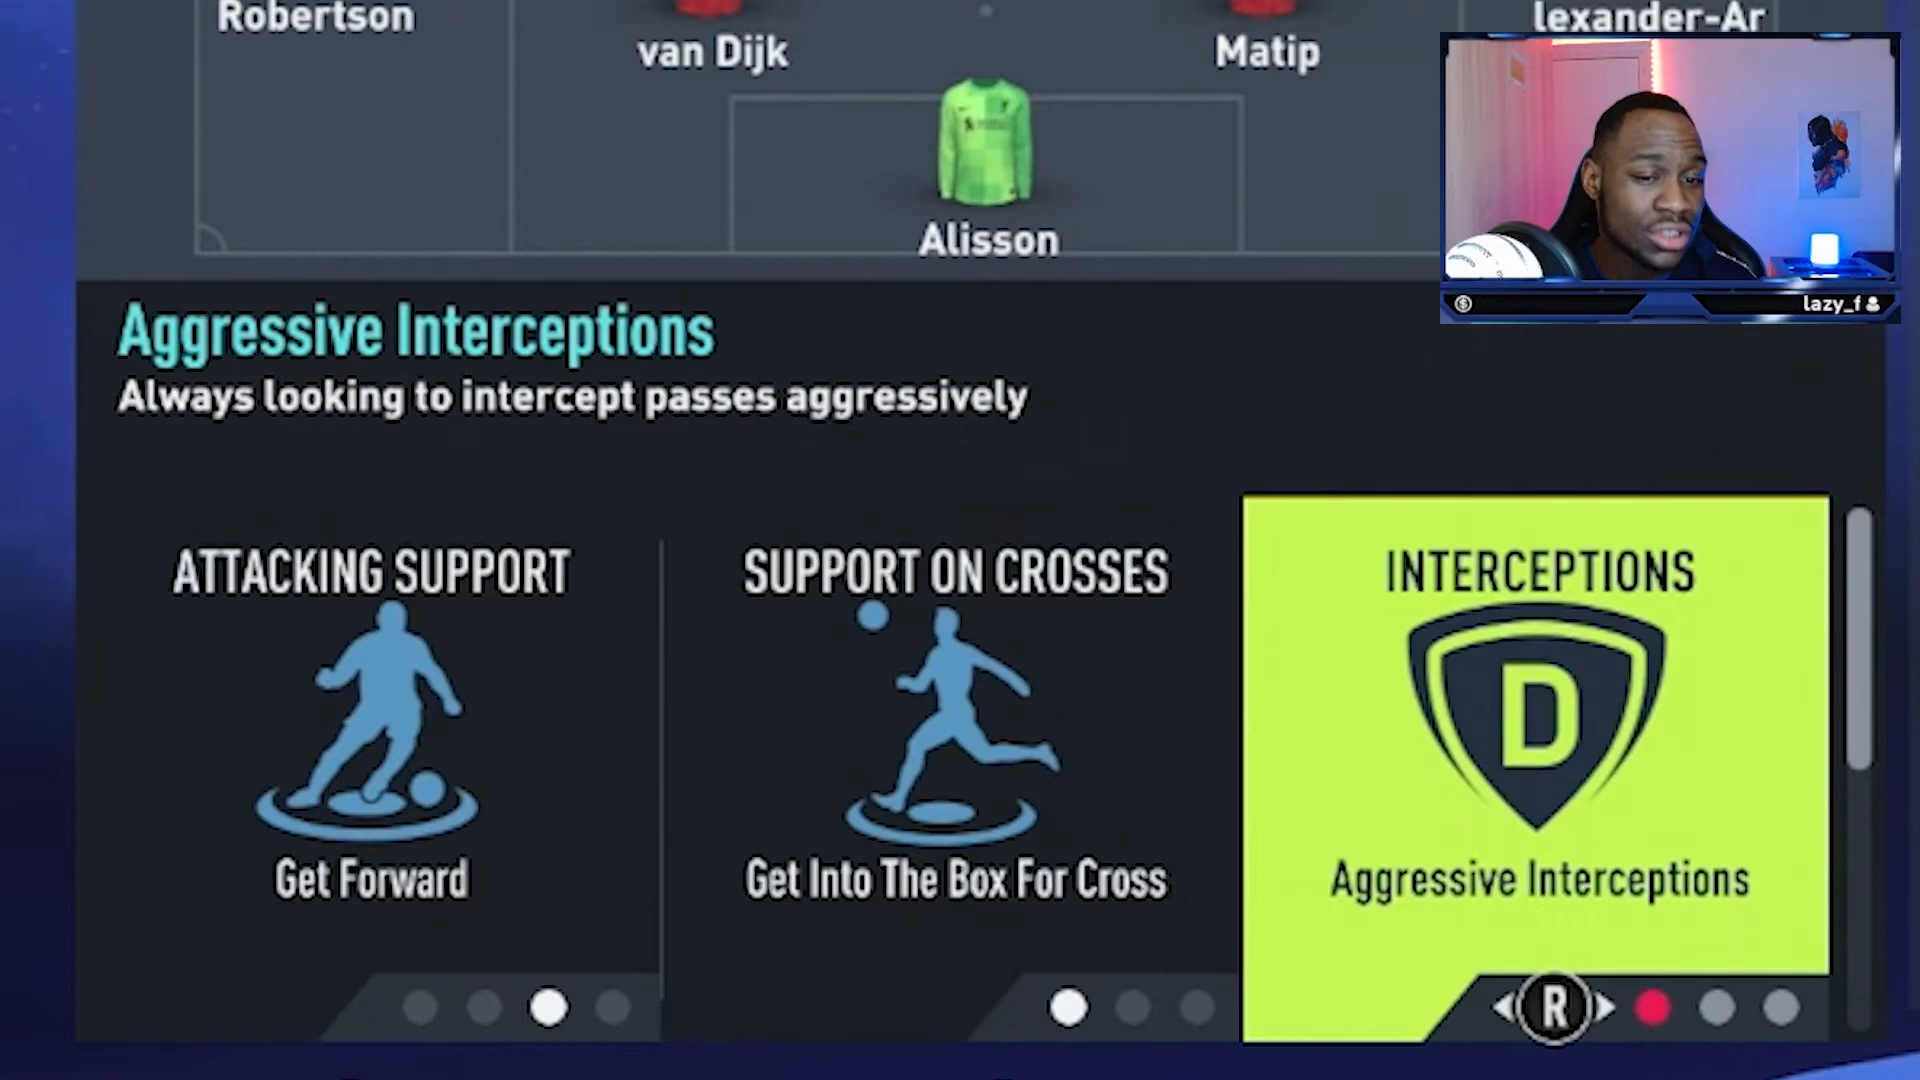 Robertson
van Dijk
Matip
lexander-Ar
Alisson
lazy_f
Aggressive Interceptions
Always looking to intercept passes aggressively
ATTACKING SUPPORT
SUPPORT ON CROSSES
INTERCEPTIONS
D
Get Forward
Get Into The Box For Cross
Aggressive Interceptions
R